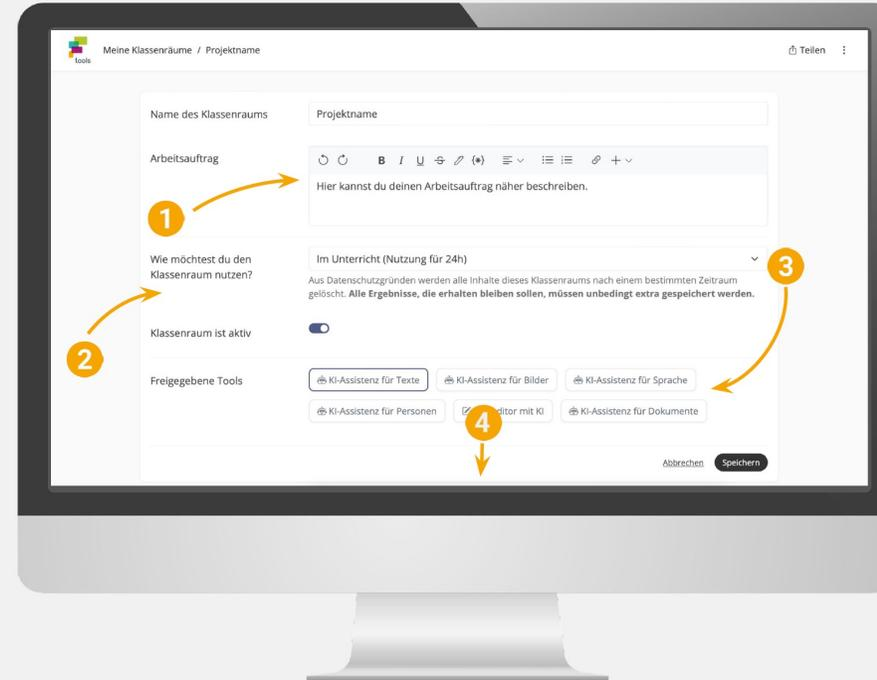 tools
Meine Klassenräume / Projektname
Teilen
Name des Klassenraums
Projektname
Arbeitsauftrag
B I U S
Hier kannst du deinen Arbeitsauftrag näher beschreiben.
1
Wie möchtest du den
Klassenraum nutzen?
Im Unterricht (Nutzung für 24h)
3
Aus Datenschutzgründen werden alle Inhalte dieses Klassenraums nach einem bestimmten Zeitraum
gelöscht. Alle Ergebnisse, die erhalten bleiben sollen, müssen unbedingt extra gespeichert werden.
2
Klassenraum ist aktiv
Freigegebene Tools
KI-Assistenz für Texte
KI-Assistenz für Bilder
KI-Assistenz für Sprache
KI-Assistenz für Personen
mit KI
KI-Assistenz für Dokumente
4
Abbrechen
Speichern